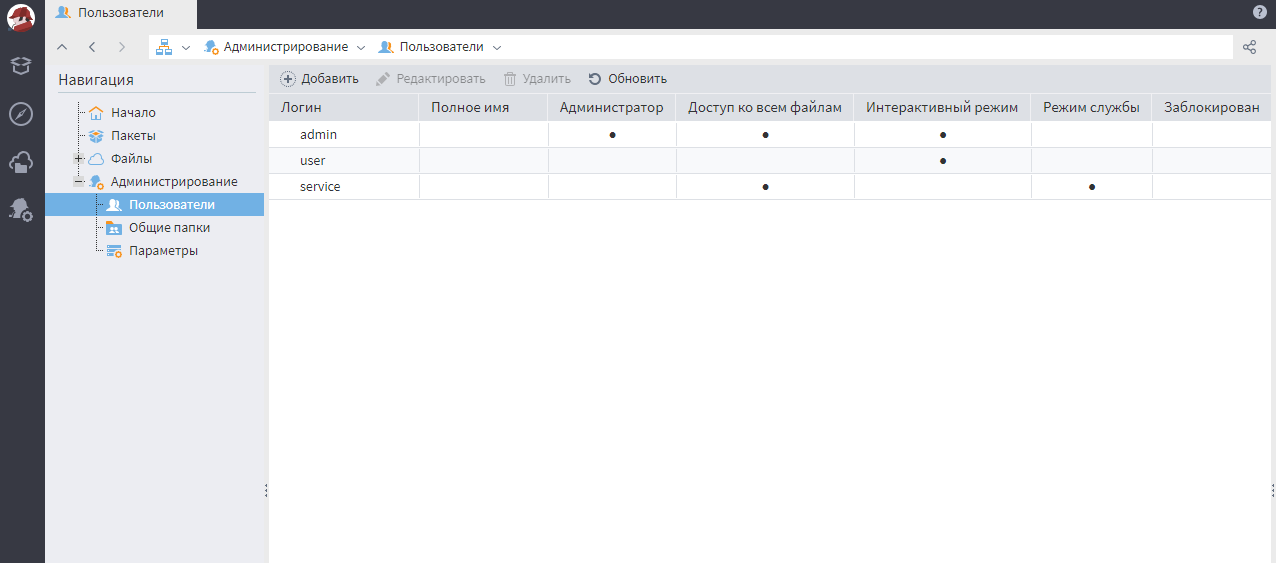 Пользователи
?
Администрирование Пользователи
Навигация
Начало
Пакеты
Файлы
Администрирование
Пользователи
Общие папки
Параметры
Добавить Редактировать Удалить Обновить
Логин Полное имя Администратор Доступ ко всем файлам Интерактивный режим Режим службы Заблокирован
admin ● ● ●
user ●
service ● ●